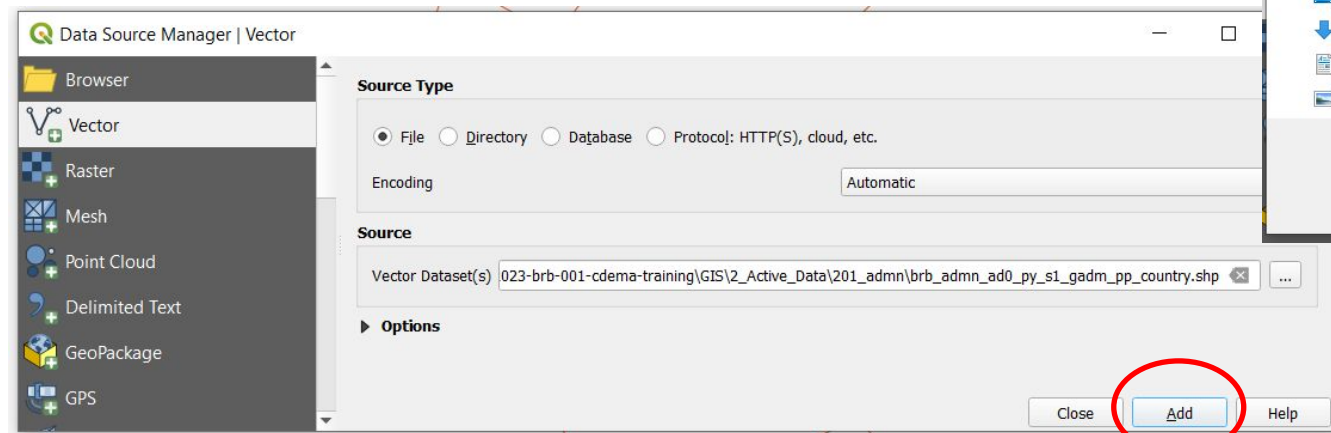 Data Source Manager | Vector
Browser
Vector
Raster
Mesh
Point Cloud
Delimited Text
GeoPackage
GPS
Source Type
File Directory Database Protocol: HTTP(S), cloud, etc.
Encoding Automatic
Source
Vector Dataset(s) 023-brb-001-cdema-training\GIS\2_Active_Data\201_admn\brb_admn_ad0_py_s1_gadm_pp_country.shp ...
Options
Close Add Help